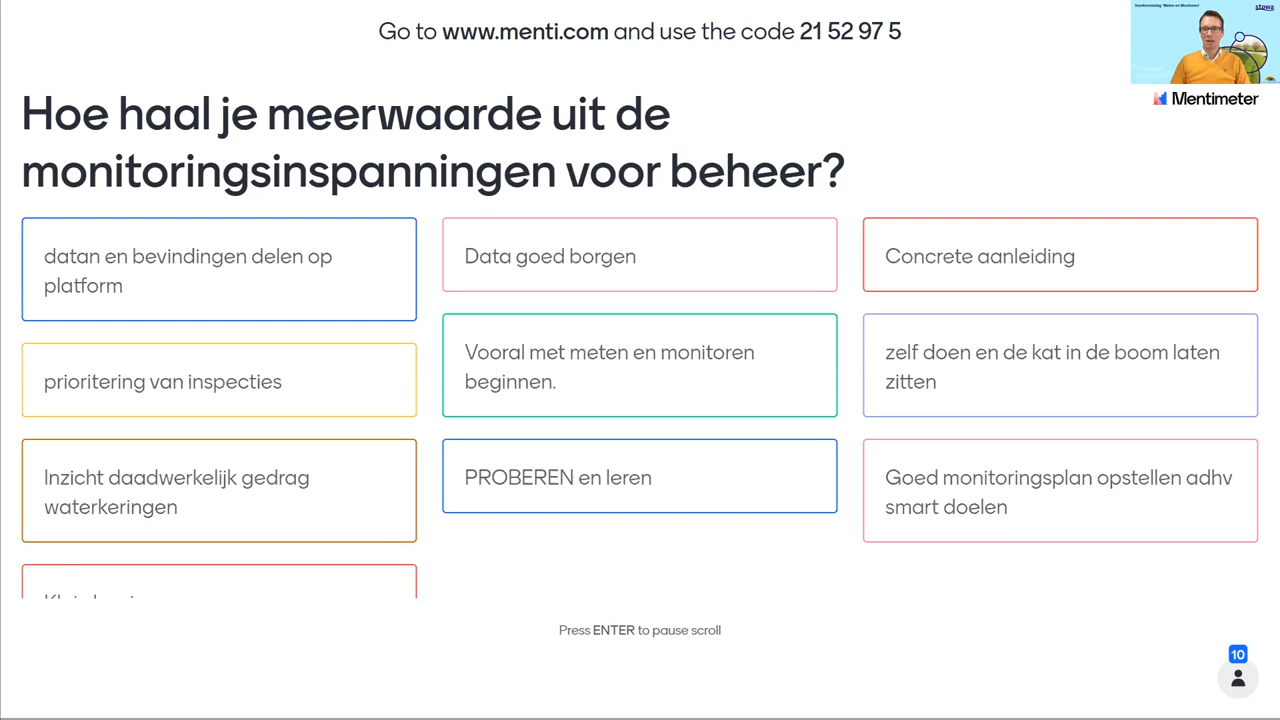 Go to www.menti.com and use the code 21 52 97 5
stowa
Mentimeter
Hoe haal je meerwaarde uit de
monitoringsinspanningen voor beheer?
datan en bevindingen delen op
platform
prioritering van inspecties
Inzicht daadwerkelijk gedrag
waterkeringen
Data goed borgen
Vooral met meten en monitoren
beginnen.
PROBEREN en leren
Concrete aanleiding
zelf doen en de kat in de boom laten
zitten
Goed monitoringsplan opstellen adhv
smart doelen
Press ENTER to pause scroll
10